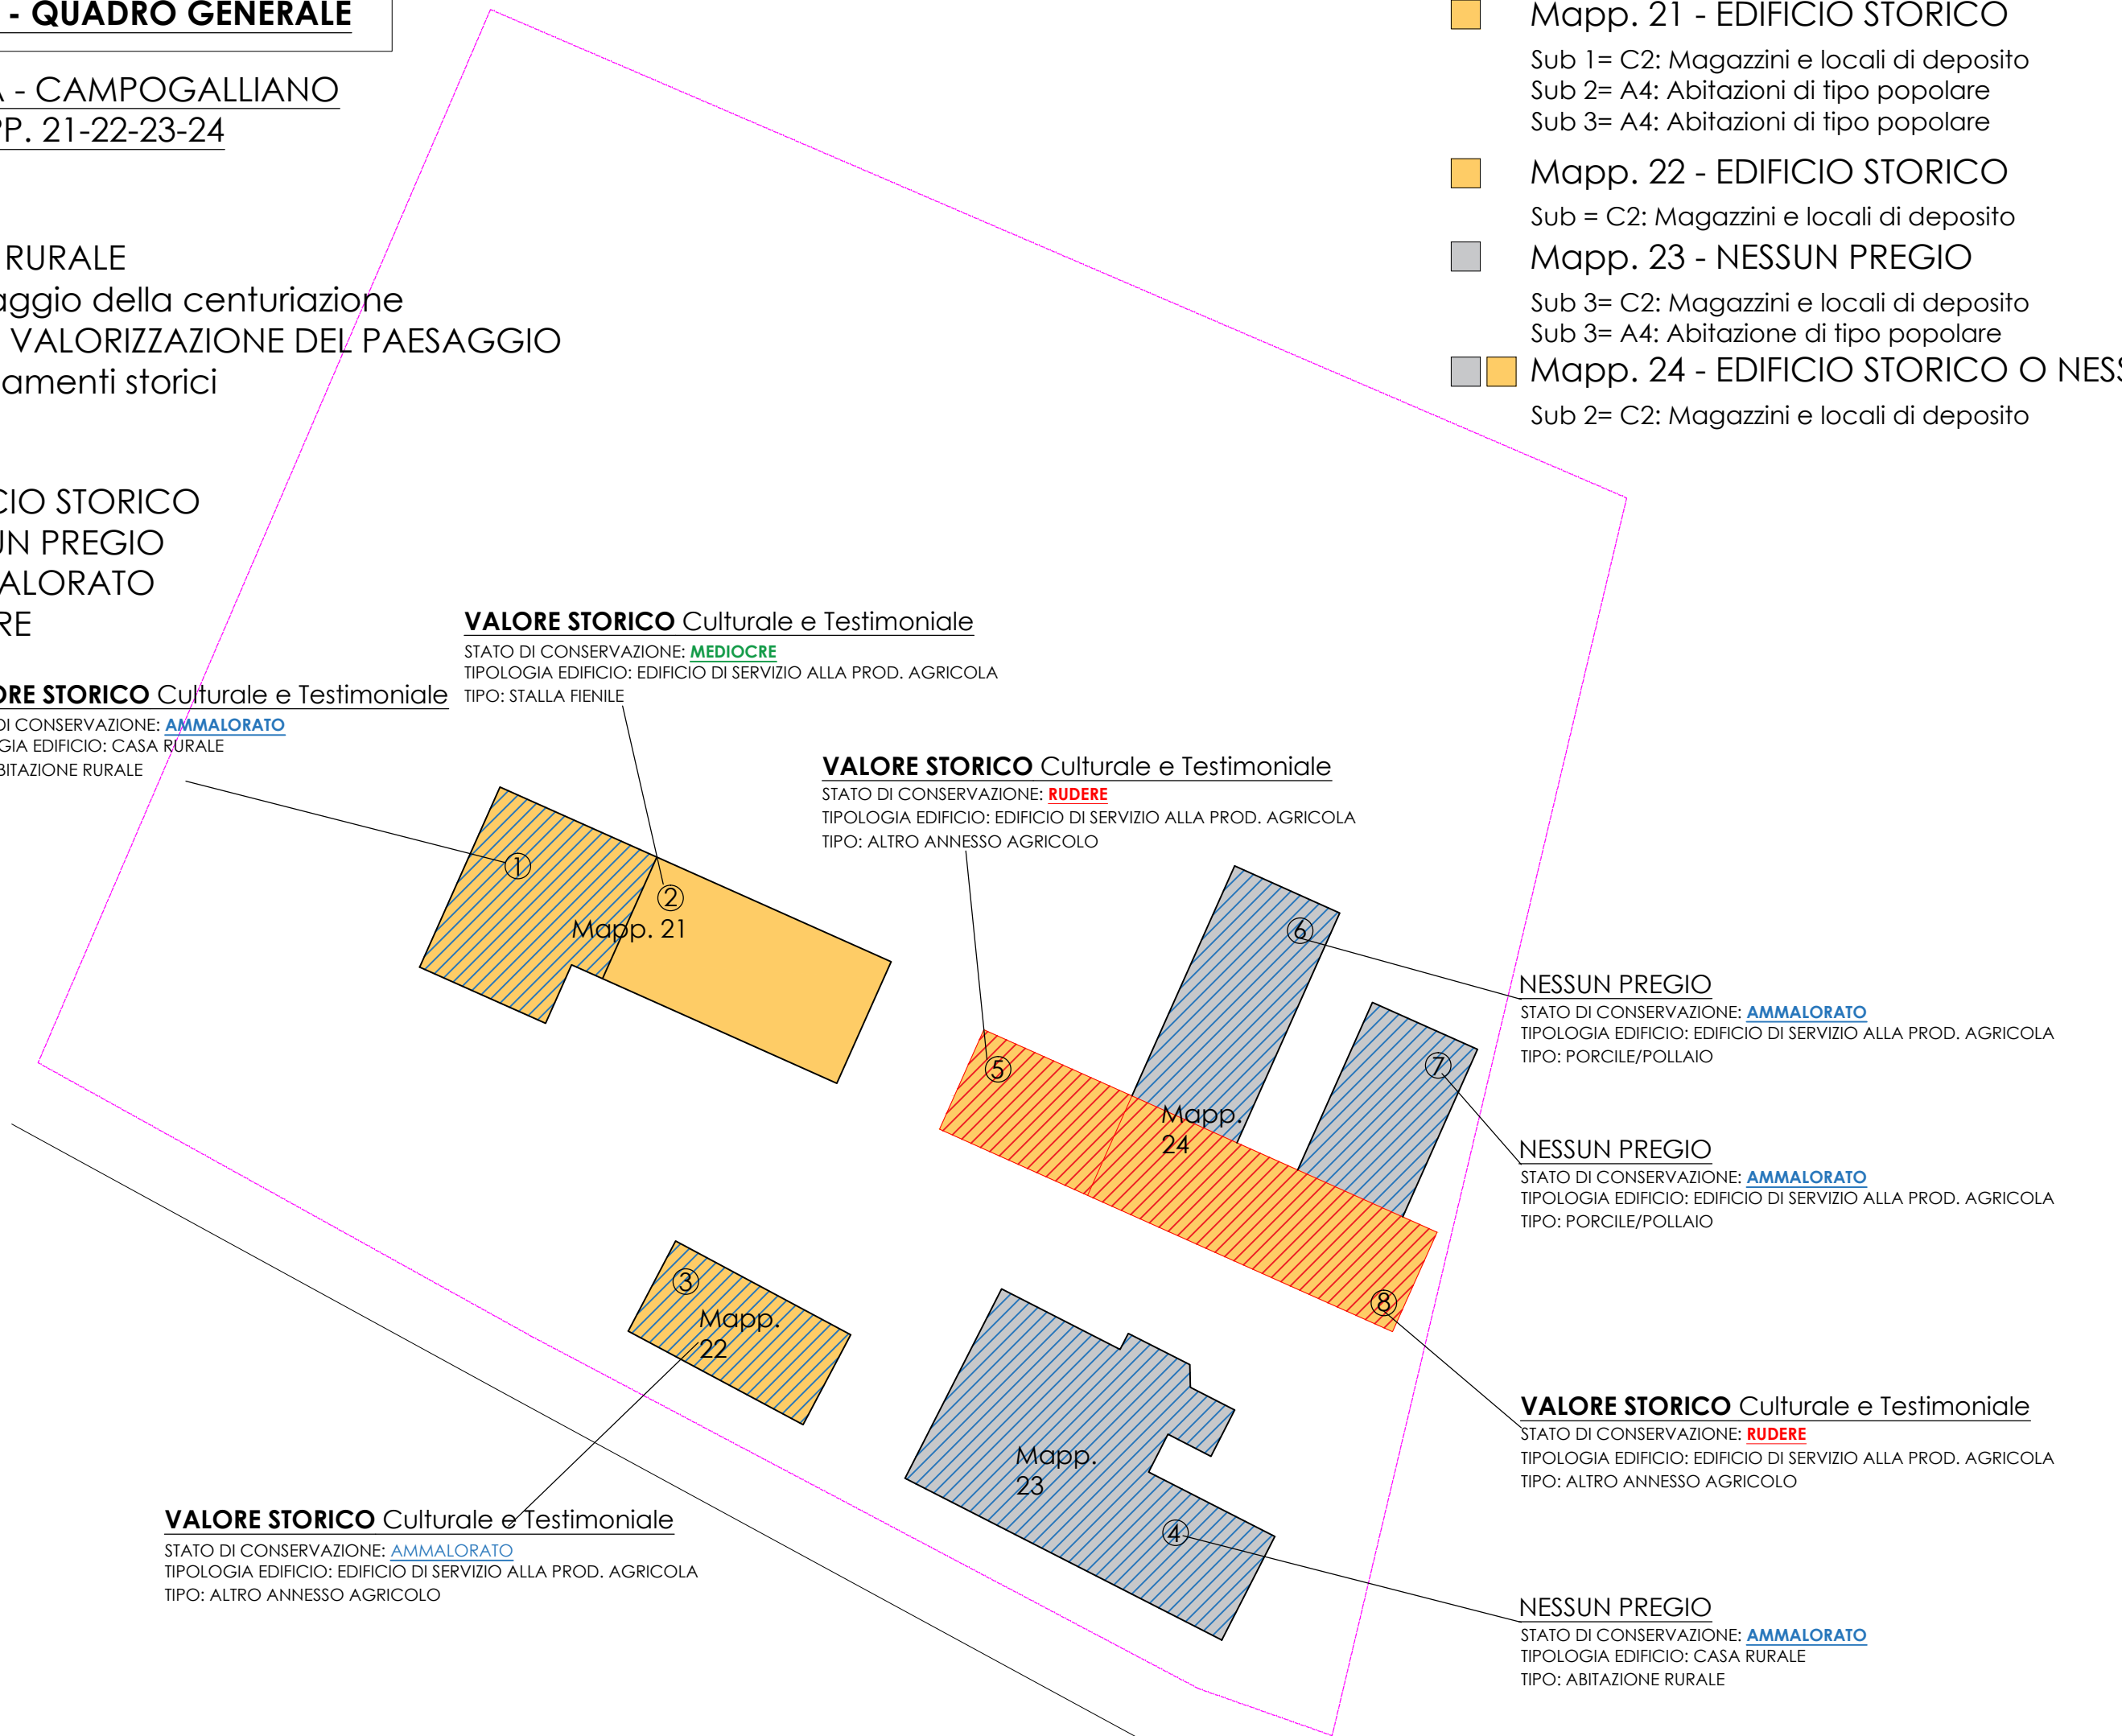 - QUADRO GENERALE
- CAMPOGALLIANO
21-22-23-24
RURALE
della centuriazione
VALORIZZAZIONE DEL PAESAGGIO
storici
STORICO
PREGIO
Mapp. 21 - EDIFICIO STORICO
Sub 1= C2: Magazzini e locali di deposito
Sub 2= A4: Abitazioni di tipo popolare
Sub 3= A4: Abitazioni di tipo popolare
Mapp. 22 - EDIFICIO STORICO
Sub = C2: Magazzini e locali di deposito
Mapp. 23 - NESSUN PREGIO
Sub 3= C2: Magazzini e locali di deposito
Sub 3= A4: Abitazione di tipo popolare
Mapp. 24 - EDIFICIO STORICO O
Sub 2= C2: Magazzini e locali di deposito
VALORE STORICO Culturale e Testimoniale
STATO DI CONSERVAZIONE: MEDIOCRE
TIPOLOGIA EDIFICIO: EDIFICIO DI SERVIZIO ALLA PROD. AGRICOLA
TIPO: STALLA FIENILE
STORICO Culturale e Testimoniale
DI CONSERVAZIONE: AMMALORATO
EDIFICIO: CASA RURALE
RURALE
VALORE STORICO Culturale e Testimoniale
STATO DI CONSERVAZIONE: RUDERE
TIPOLOGIA EDIFICIO: EDIFICIO DI SERVIZIO ALLA PROD. AGRICOLA
TIPO: ALTRO ANNESSO AGRICOLO
1
2
Mapp. 21
6
NESSUN PREGIO
STATO DI CONSERVAZIONE: AMMALORATO
TIPOLOGIA EDIFICIO: EDIFICIO DI SERVIZIO ALLA PROD. AGRICOLA
TIPO: PORCILE/POLLAIO
5
7
Mapp.
24
NESSUN PREGIO
STATO DI CONSERVAZIONE: AMMALORATO
TIPOLOGIA EDIFICIO: EDIFICIO DI SERVIZIO ALLA PROD. AGRICOLA
TIPO: PORCILE/POLLAIO
3
Mapp.
22
8
VALORE STORICO Culturale e Testimoniale
STATO DI CONSERVAZIONE: RUDERE
TIPOLOGIA EDIFICIO: EDIFICIO DI SERVIZIO ALLA PROD. AGRICOLA
TIPO: ALTRO ANNESSO AGRICOLO
Mapp.
23
4
VALORE STORICO Culturale e Testimoniale
STATO DI CONSERVAZIONE: AMMALORATO
TIPOLOGIA EDIFICIO: EDIFICIO DI SERVIZIO ALLA PROD. AGRICOLA
TIPO: ALTRO ANNESSO AGRICOLO
NESSUN PREGIO
STATO DI CONSERVAZIONE: AMMALORATO
TIPOLOGIA EDIFICIO: CASA RURALE
TIPO: ABITAZIONE RURALE